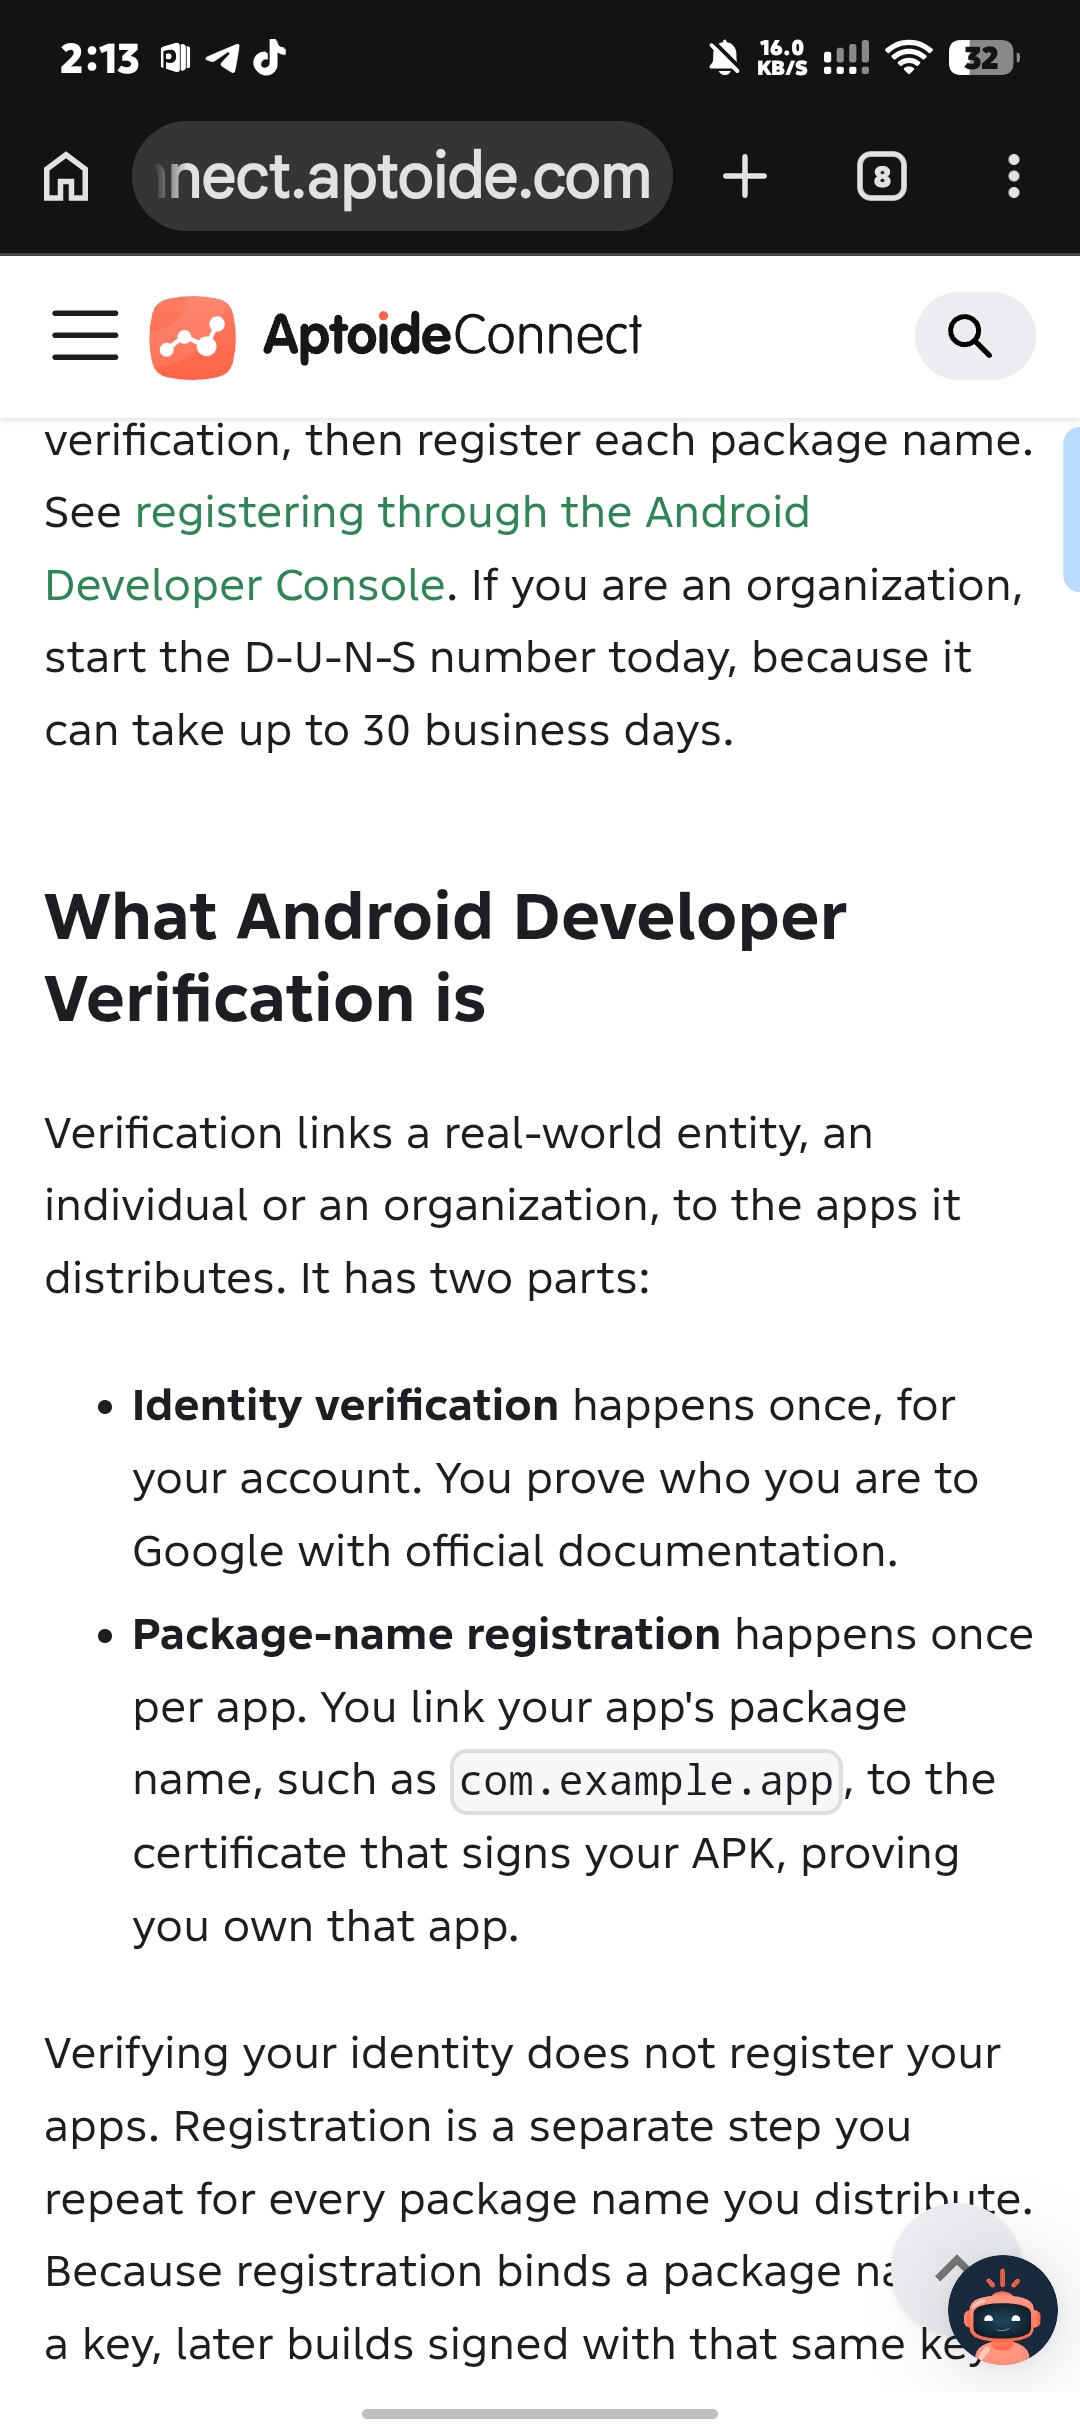 2:13
16.0
KB/S
32
nect.aptoide.com
8
AptoideConnect
verification, then register each package name.
See registering through the Android
Developer Console. If you are an organization,
start the D-U-N-S number today, because it
can take up to 30 business days.
What Android Developer
Verification is
Verification links a real-world entity, an
individual or an organization, to the apps it
distributes. It has two parts:
• Identity verification happens once, for
your account. You prove who you are to
Google with official documentation.
• Package-name registration happens once
per app. You link your app's package
name, such as com.example.app, to the
certificate that signs your APK, proving
you own that app.
Verifying your identity does not register your
apps. Registration is a separate step you
repeat for every package name you distribute.
Because registration binds a package
a key, later builds signed with that same key